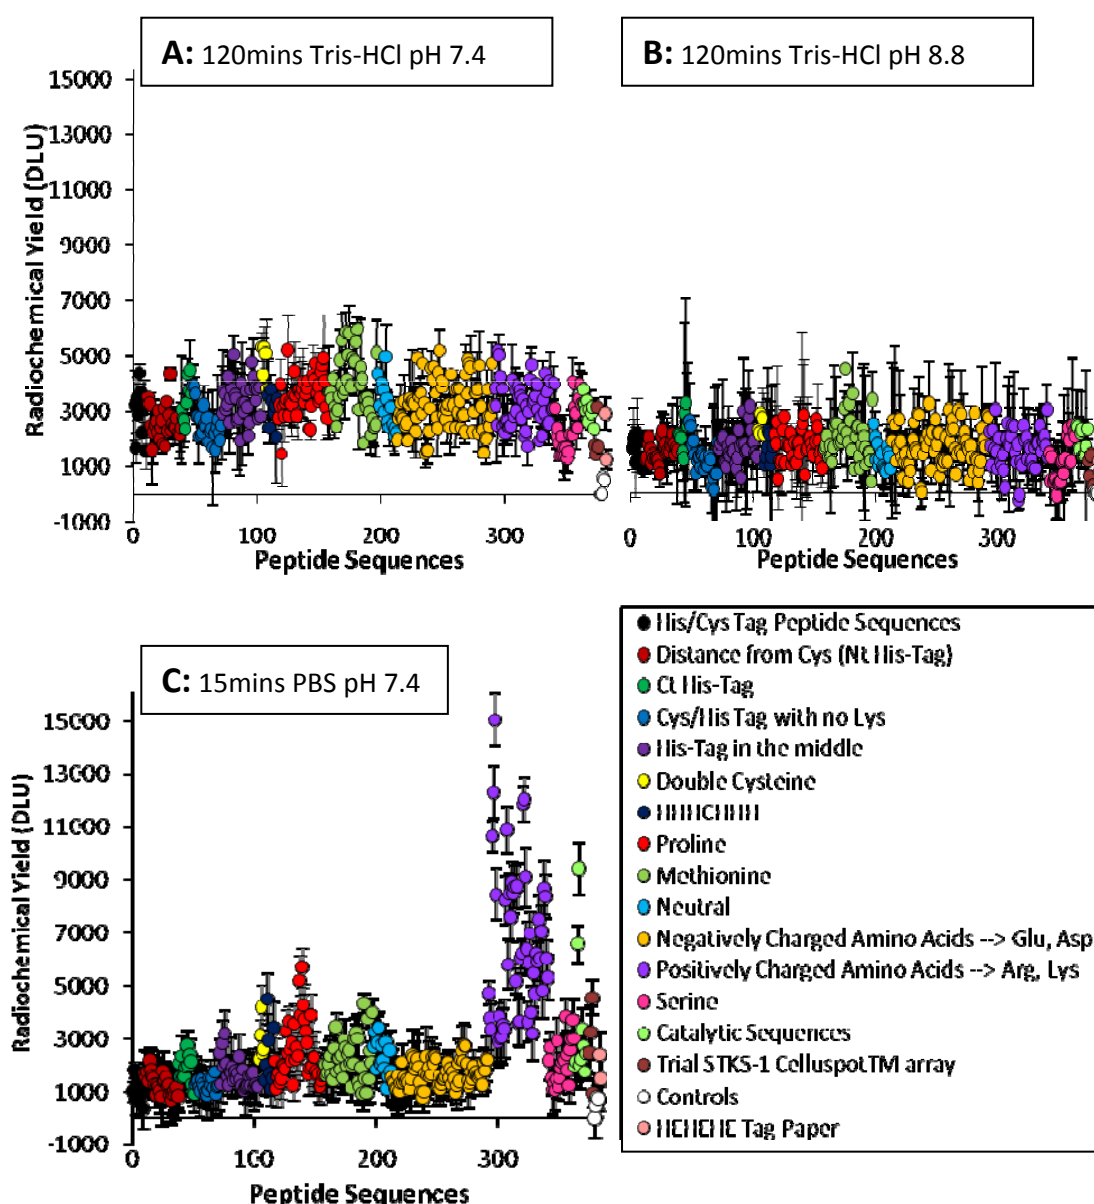 A: 120mins Tris-HCl pH 7.4
15000
13000
11000
9000
7000
5000
3000
1000
-1000
Radiochemical Yield (DLU)
0 100 200 300
Peptide Sequences
B: 120mins Tris-HCl pH 8.8
0 100 200 300
Peptide Sequences
C: 15mins PBS pH 7.4
15000
13000
11000
9000
7000
5000
3000
1000
-1000
Radiochemical Yield (DLU)
0 100 200 300
Peptide Sequences
His/Cys Tag Peptide Sequences
Distance from Cys (Nt His-Tag)
Ct His-Tag
Cys/His Tag with no Lys
His-Tag in the middle
Double Cysteine
HHHCHHH
Proline
Methionine
Neutral
Negatively Charged Amino Acids --> Glu, Asp
Positively Charged Amino Acids --> Arg, Lys
Serine
Catalytic Sequences
Trial STKS-1 CelluspotTM array
Controls
HEHEHE Tag Paper